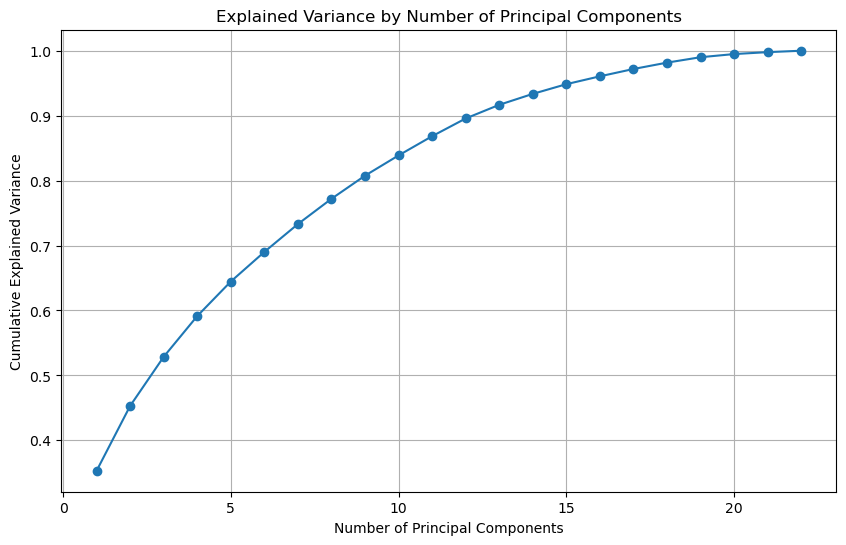 Explained Variance by Number of Principal Components
1.0
0.9
0.8
0.7
0.6
0.5
0.4
Cumulative Explained Variance
0 5 10 15 20
Number of Principal Components